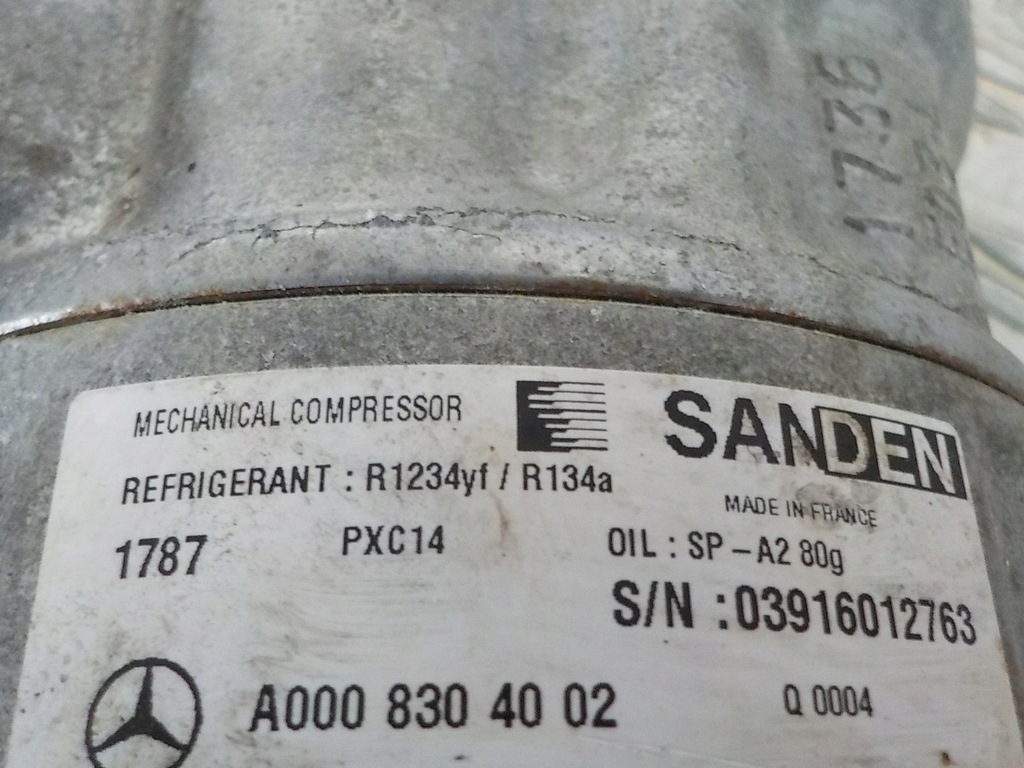 1736
MECHANICAL COMPRESSOR
SANDEN
REFRIGERANT : R1234yf / R134a
MADE IN FRANCE
1787 PXC14 OIL : SP-A2 80g
S/N : 03916012763
A000 830 40 02 Q 0004